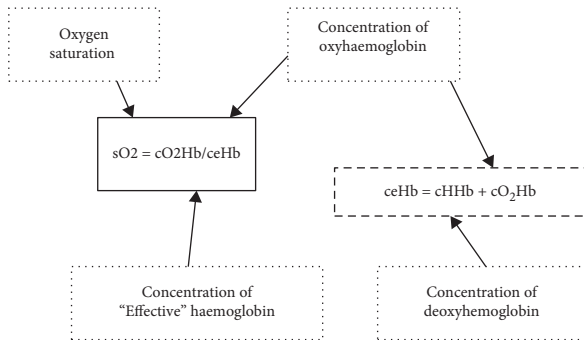 Oxygen
saturation
Concentration of
oxyhaemoglobin
sO2 = cO2Hb/ceHb
ceHb = cHHb + cO₂Hb
Concentration of
“Effective” haemoglobin
Concentration of
deoxyhemoglobin